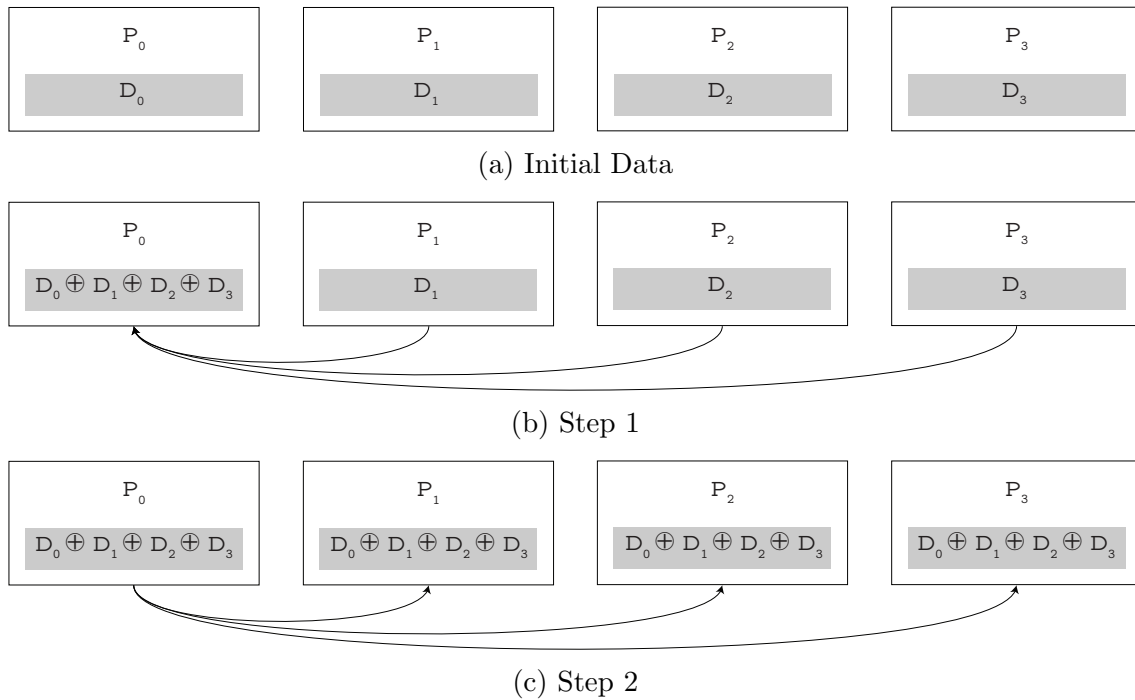 P₀ P₁ P₂ P₃
D₀ D₁ D₂ D₃
(a) Initial Data
P₀ P₁ P₂ P₃
D₀ ⊕ D₁ ⊕ D₂ ⊕ D₃ D₁ D₂ D₃
(b) Step 1
P₀ P₁ P₂ P₃
D₀ ⊕ D₁ ⊕ D₂ ⊕ D₃ D₀ ⊕ D₁ ⊕ D₂ ⊕ D₃ D₀ ⊕ D₁ ⊕ D₂ ⊕ D₃ D₀ ⊕ D₁ ⊕ D₂ ⊕ D₃
(c) Step 2